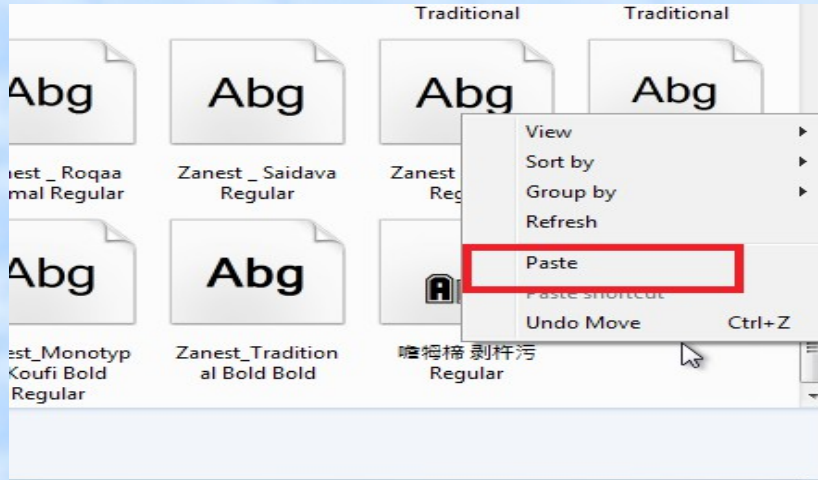 Traditional
Traditional
Abg
Abg
Abg
Abg
est _ Roqaa
mal Regular
Zanest _ Saidava
Regular
Zanest
Reg
View
Sort by
Group by
Refresh
Paste
Paste shortcut
Undo Move Ctrl+Z
Abg
Abg
A
est_Monotyp
Koufi Bold
Regular
Zanest_Tradition
al Bold Bold
Regular